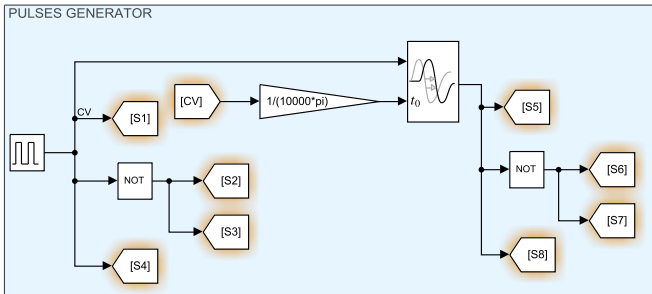 PULSES GENERATOR
CV
[S1]
[CV]
1/(10000*pi)
t0
[S5]
NOT
[S2]
[S3]
[S4]
NOT
[S6]
[S7]
[S8]